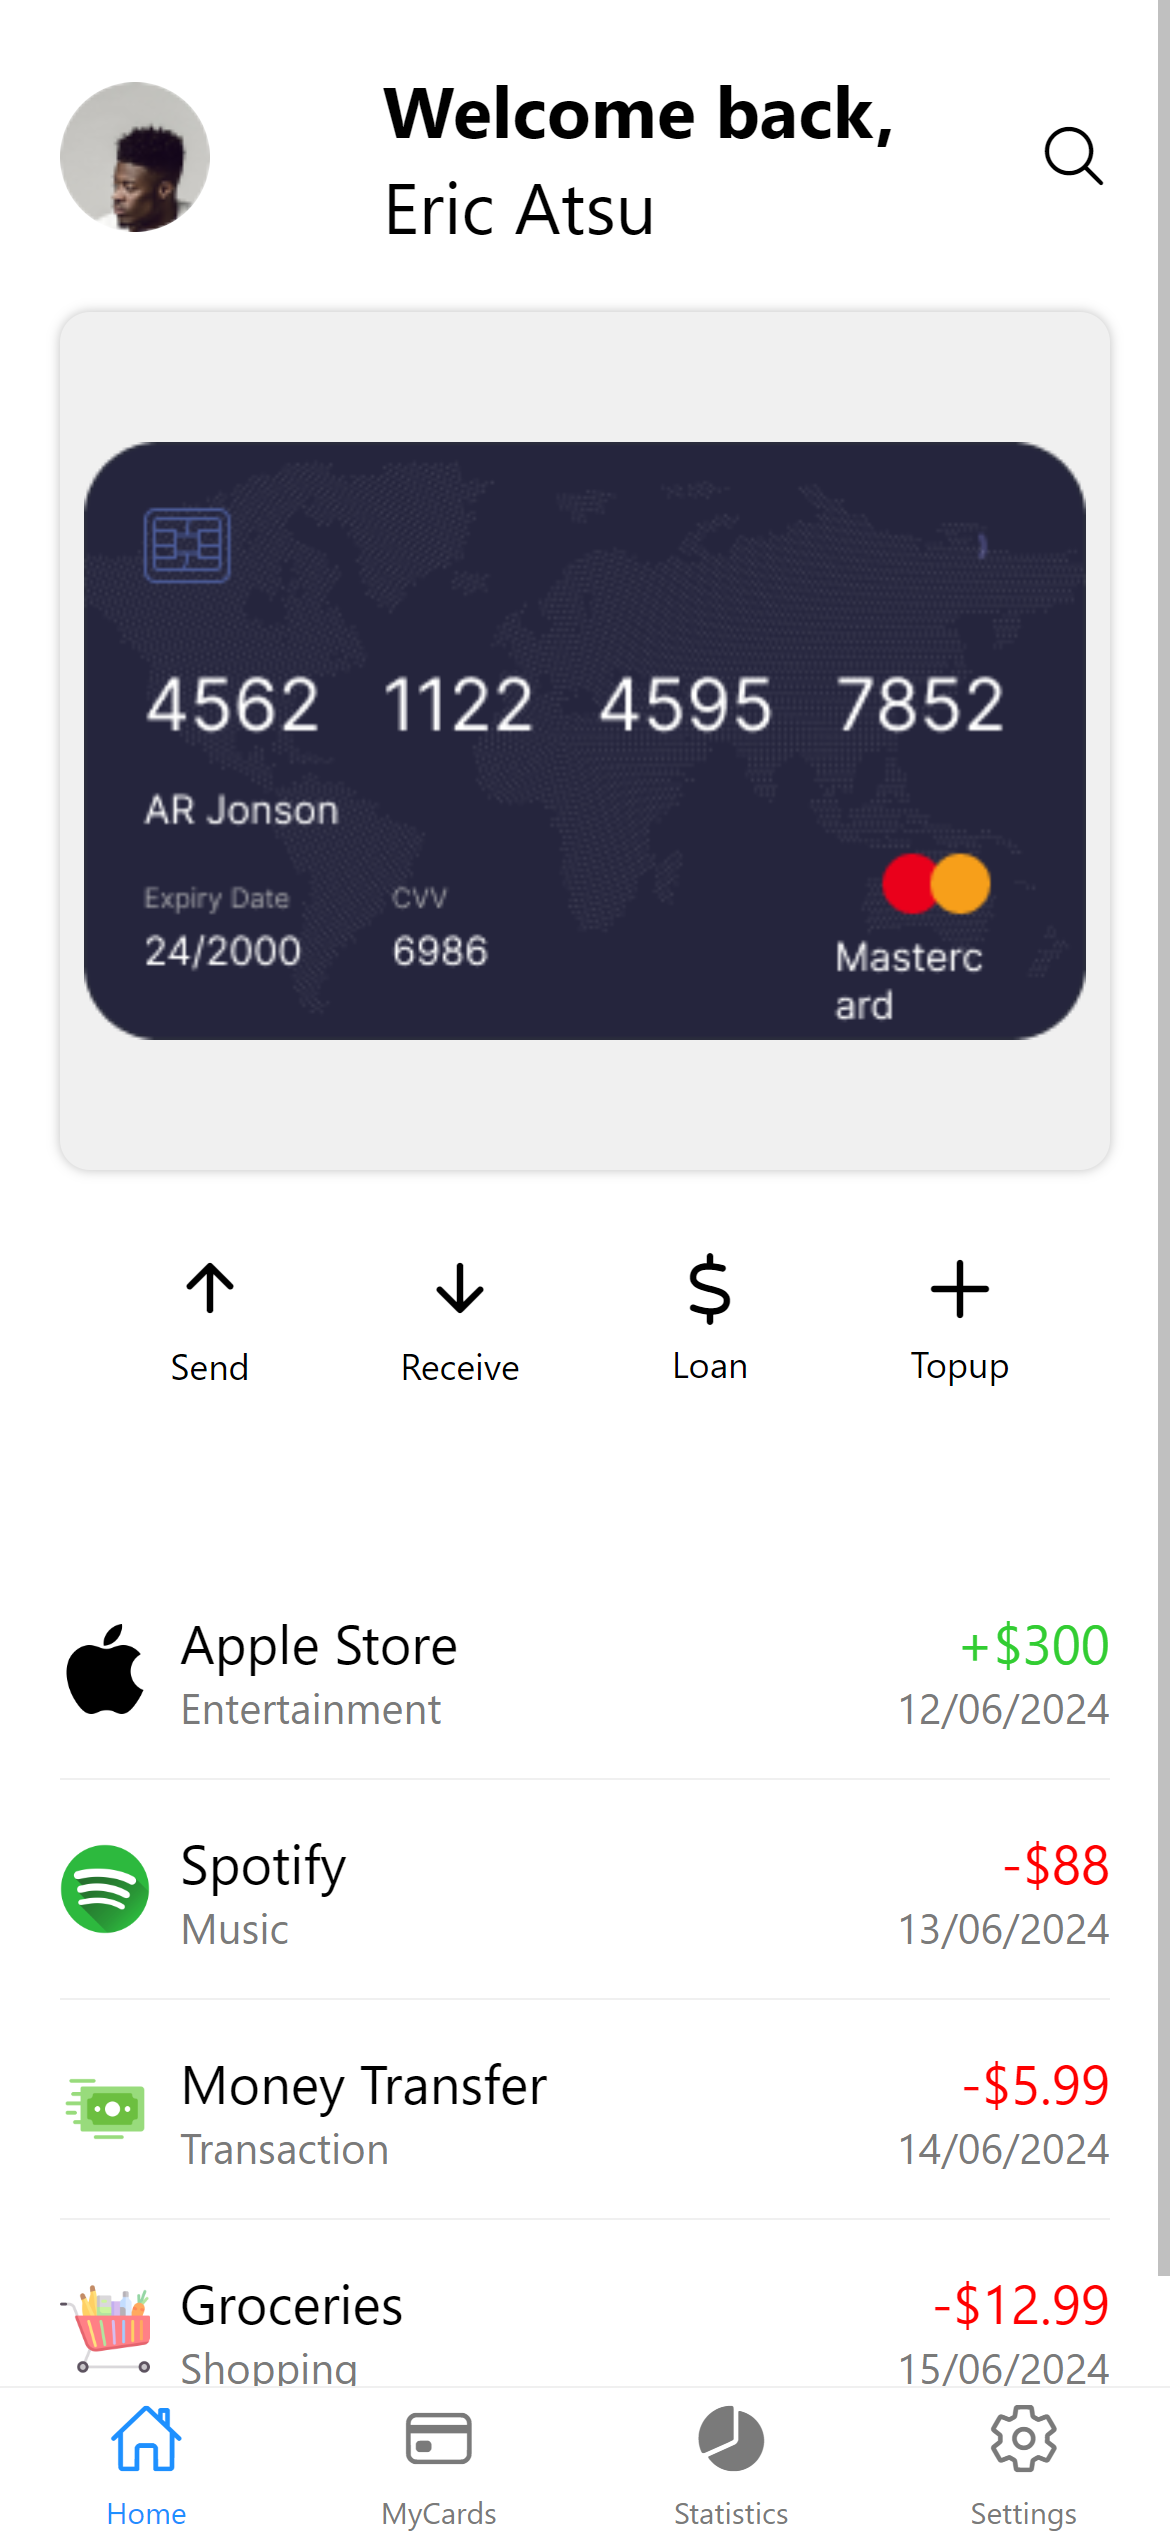 Welcome back,
Eric Atsu
4562 1122 4595 7852
AR Jonson
Expiry Date CVV
24/2000 6986
Masterc
ard
Send Receive Loan Topup
Apple Store +$300
Entertainment 12/06/2024
Spotify -$88
Music 13/06/2024
Money Transfer -$5.99
Transaction 14/06/2024
Groceries -$12.99
Shopping 15/06/2024
Home MyCards Statistics Settings